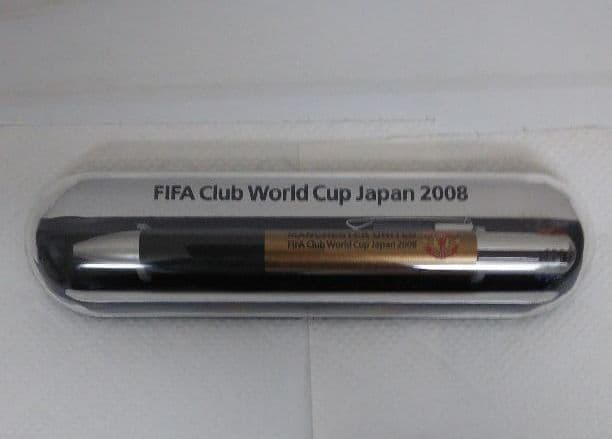 FIFA Club World Cup Japan 2008
MANCHESTER UNITED
FIFA Club World Cup Japan 2008